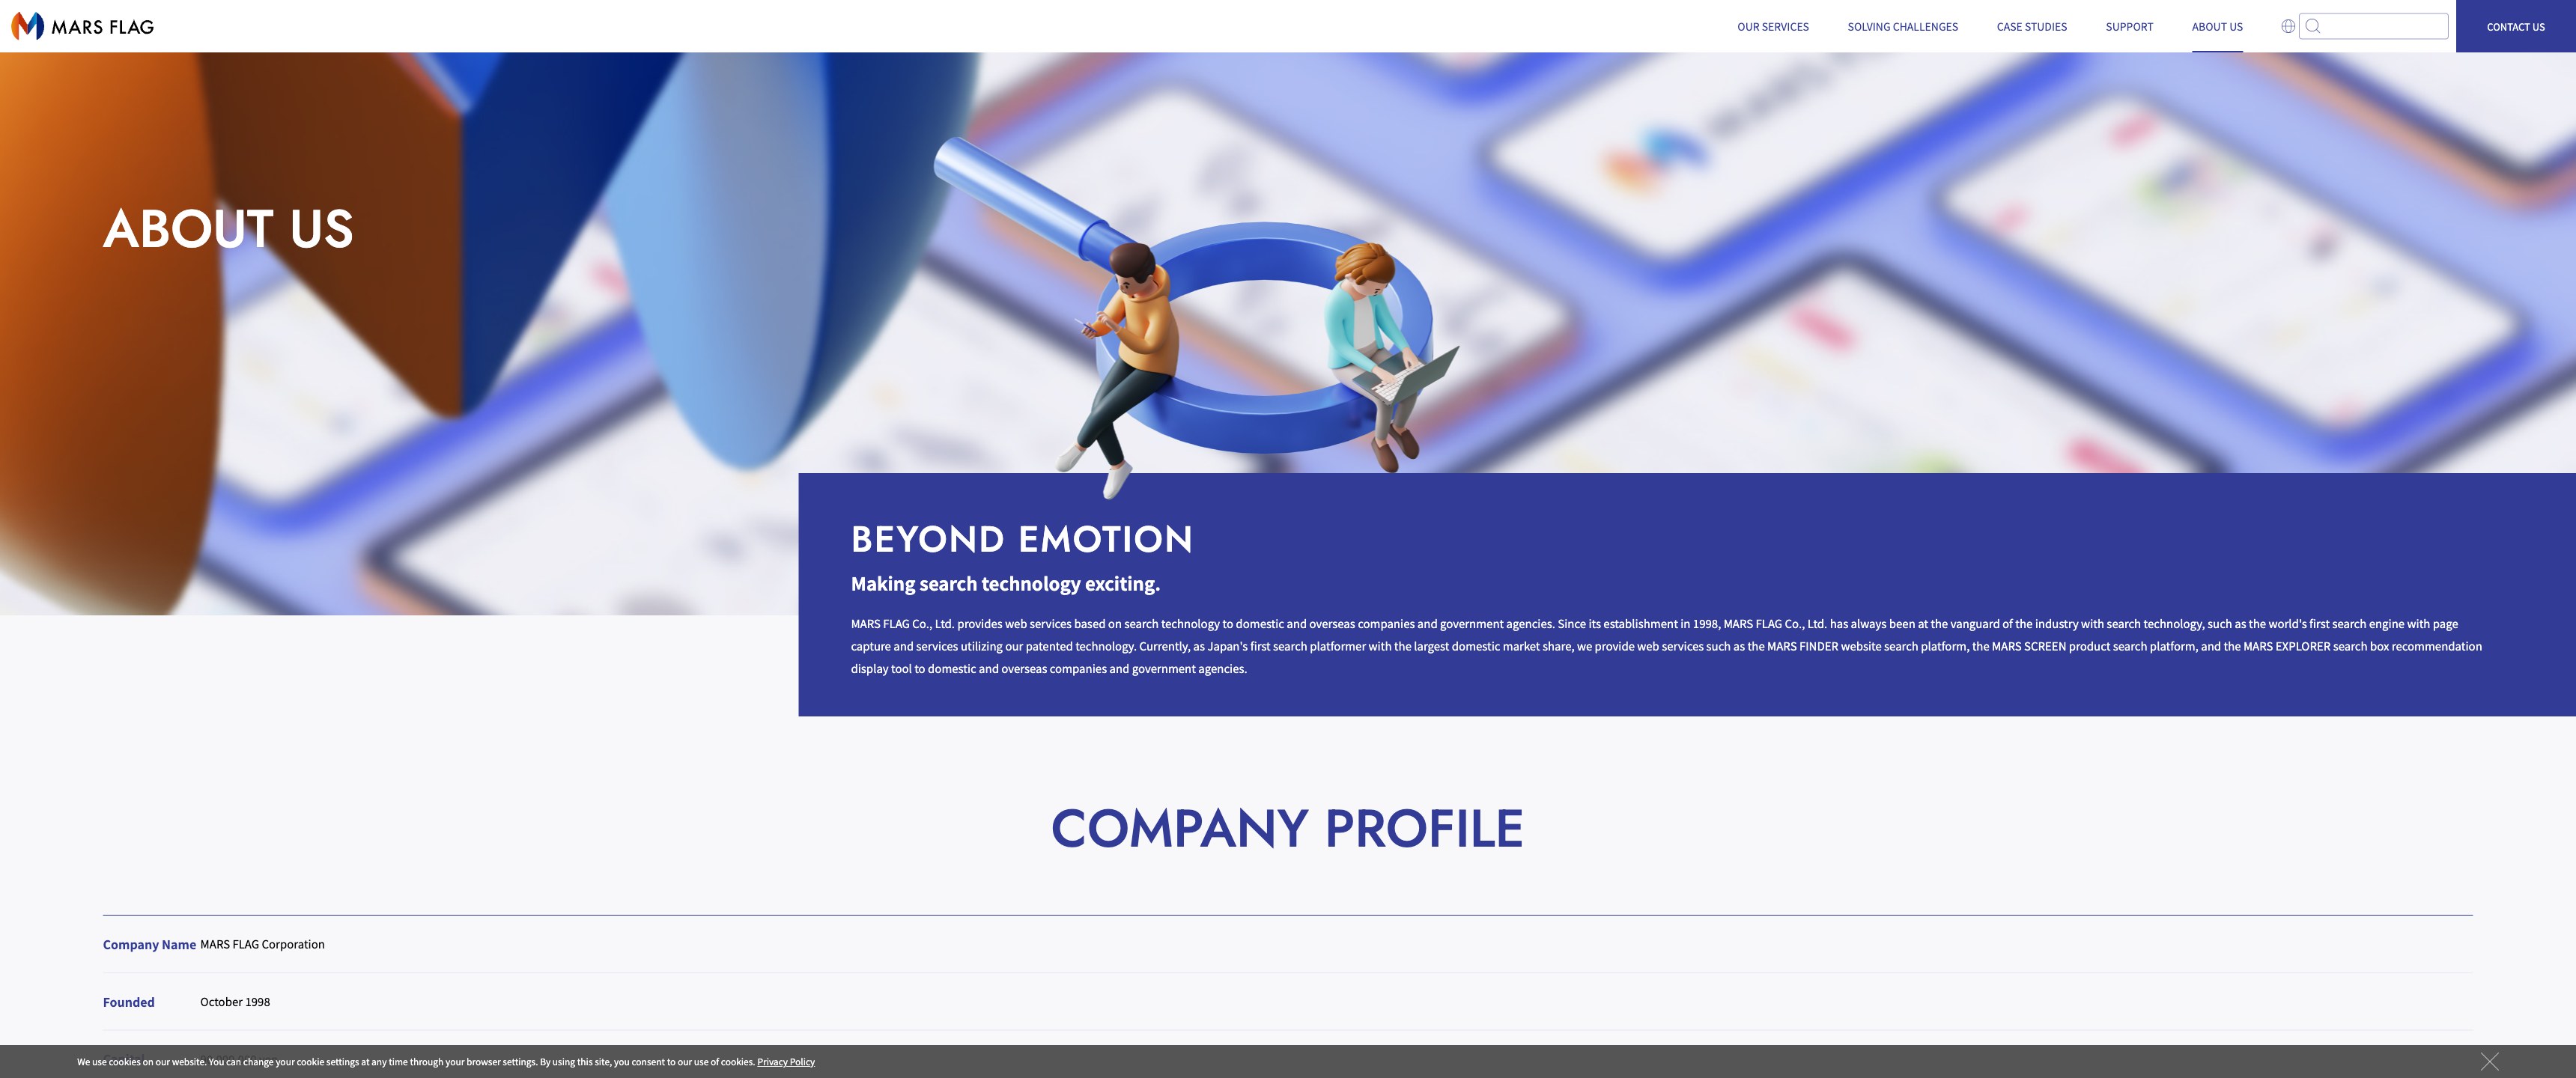 MARS FLAG
OUR SERVICES
SOLVING CHALLENGES
CASE STUDIES
SUPPORT
ABOUT US
CONTACT US
ABOUT US
BEYOND EMOTION
Making search technology exciting.
MARS FLAG Co., Ltd. provides web services based on search technology to domestic and overseas companies and government agencies. Since its establishment in 1998, MARS FLAG Co., Ltd. has always been at the vanguard of the industry with search technology, such as the world's first search engine with page
capture and services utilizing our patented technology. Currently, as Japan's first search platformer with the largest domestic market share, we provide web services such as the MARS FINDER website search platform, the MARS SCREEN product search platform, and the MARS EXPLORER search box recommendation
display tool to domestic and overseas companies and government agencies.
COMPANY PROFILE
Company Name MARS FLAG Corporation
Founded October 1998
We use cookies on our website. You can change your cookie settings at any time through your browser settings. By using this site, you consent to our use of cookies. Privacy Policy